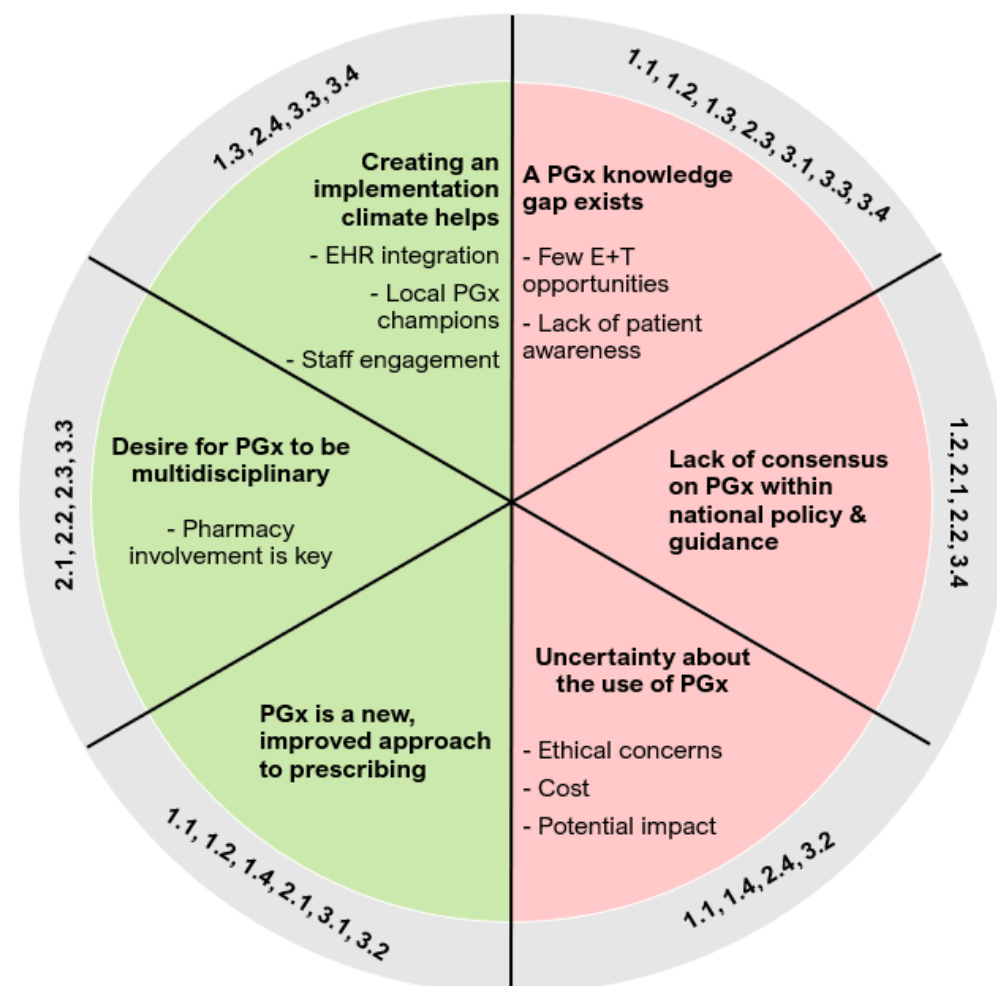 1.3, 2.4, 3.3, 3.4
Creating an
implementation
climate helps
- EHR integration
- Local PGx
champions
- Staff engagement
1.1, 1.2, 1.3, 2.3, 3.1, 3.3, 3.4
A PGx knowledge
gap exists
- Few E+T
opportunities
- Lack of patient
awareness
2.1, 2.2, 2.3, 3.3
Desire for PGx to be
multidisciplinary
- Pharmacy
involvement is key
Lack of consensus
on PGx within
national policy &
guidance
1.2, 2.1, 2.2, 3.4
PGx is a new,
improved approach
to prescribing
1.1, 1.2, 1.4, 2.1, 3.1, 3.2
Uncertainty about
the use of PGx
- Ethical concerns
- Cost
- Potential impact
1.1, 1.4, 2.4, 3.2